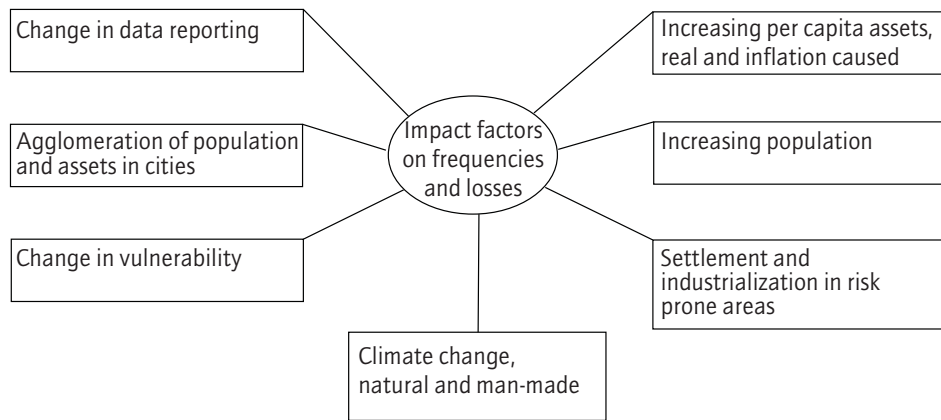 Change in data reporting
Increasing per capita assets,
real and inflation caused
Impact factors
on frequencies
and losses
Agglomeration of population
and assets in cities
Increasing population
Change in vulnerability
Settlement and
industrialization in risk
prone areas
Climate change,
natural and man-made